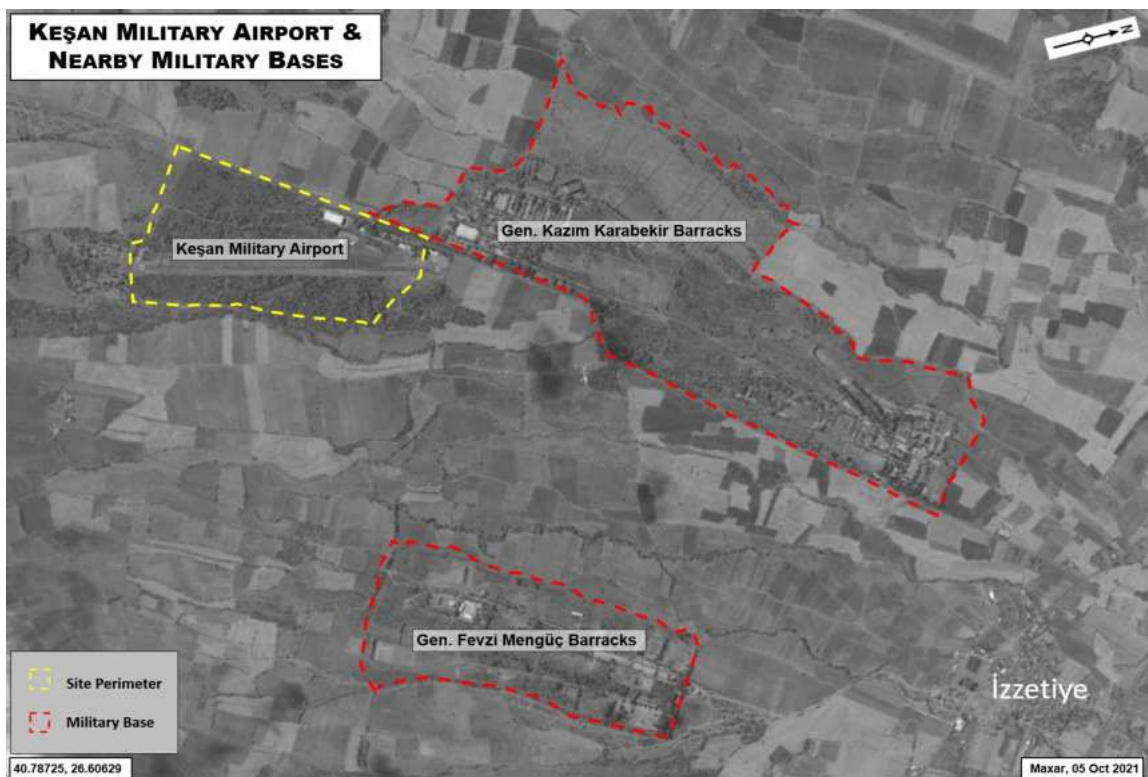 KEŞAN MILITARY AIRPORT &
NEARBY MILITARY BASES
N
Gen. Kazım Karabekir Barracks
Keşan Military Airport
Gen. Fevzi Mengüç Barracks
İzzetiye
Site Perimeter
Military Base
40.78725, 26.60629
Maxar, 05 Oct 2021